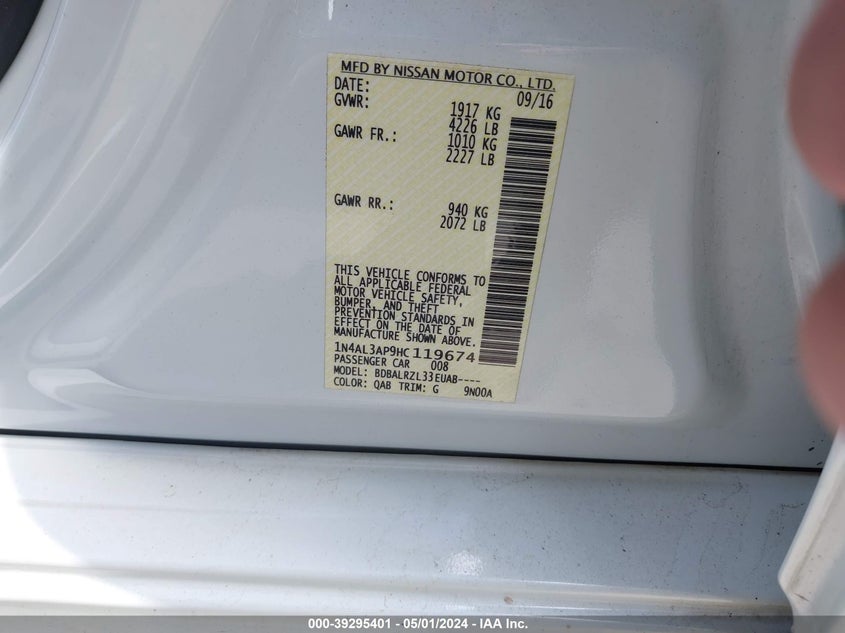 MFD BY NISSAN MOTOR CO., LTD.
DATE: 09/16
GVWR: 1917 KG
4226 LB
GAWR FR.: 1010 KG
2227 LB
GAWR RR.: 940 KG
2072 LB
THIS VEHICLE CONFORMS TO
ALL APPLICABLE FEDERAL
MOTOR VEHICLE SAFETY,
BUMPER, AND THEFT
PREVENTION STANDARDS IN
EFFECT ON THE DATE OF
MANUFACTURE SHOWN ABOVE.
1N4AL3AP9HC119674
PASSENGER CAR 008
MODEL: BDBALRZL33EUAB----
COLOR: QAB TRIM: G 9N00A
000-39295401 - 05/01/2024 - IAA Inc.